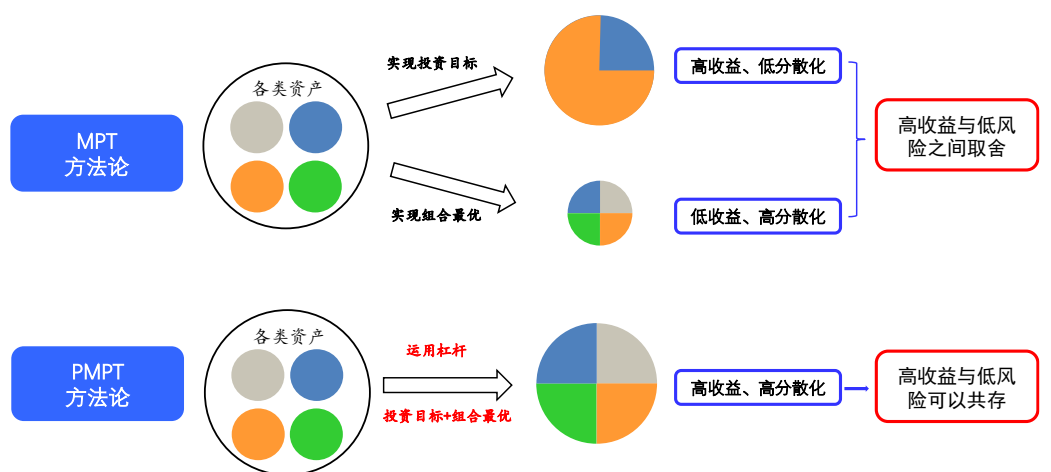 MPT
方法论
各类资产
实现投资目标
实现组合最优
高收益、低分散化
低收益、高分散化
高收益与低风
险之间取舍
PMPT
方法论
各类资产
运用杠杆
投资目标+组合最优
高收益、高分散化
高收益与低风
险可以共存